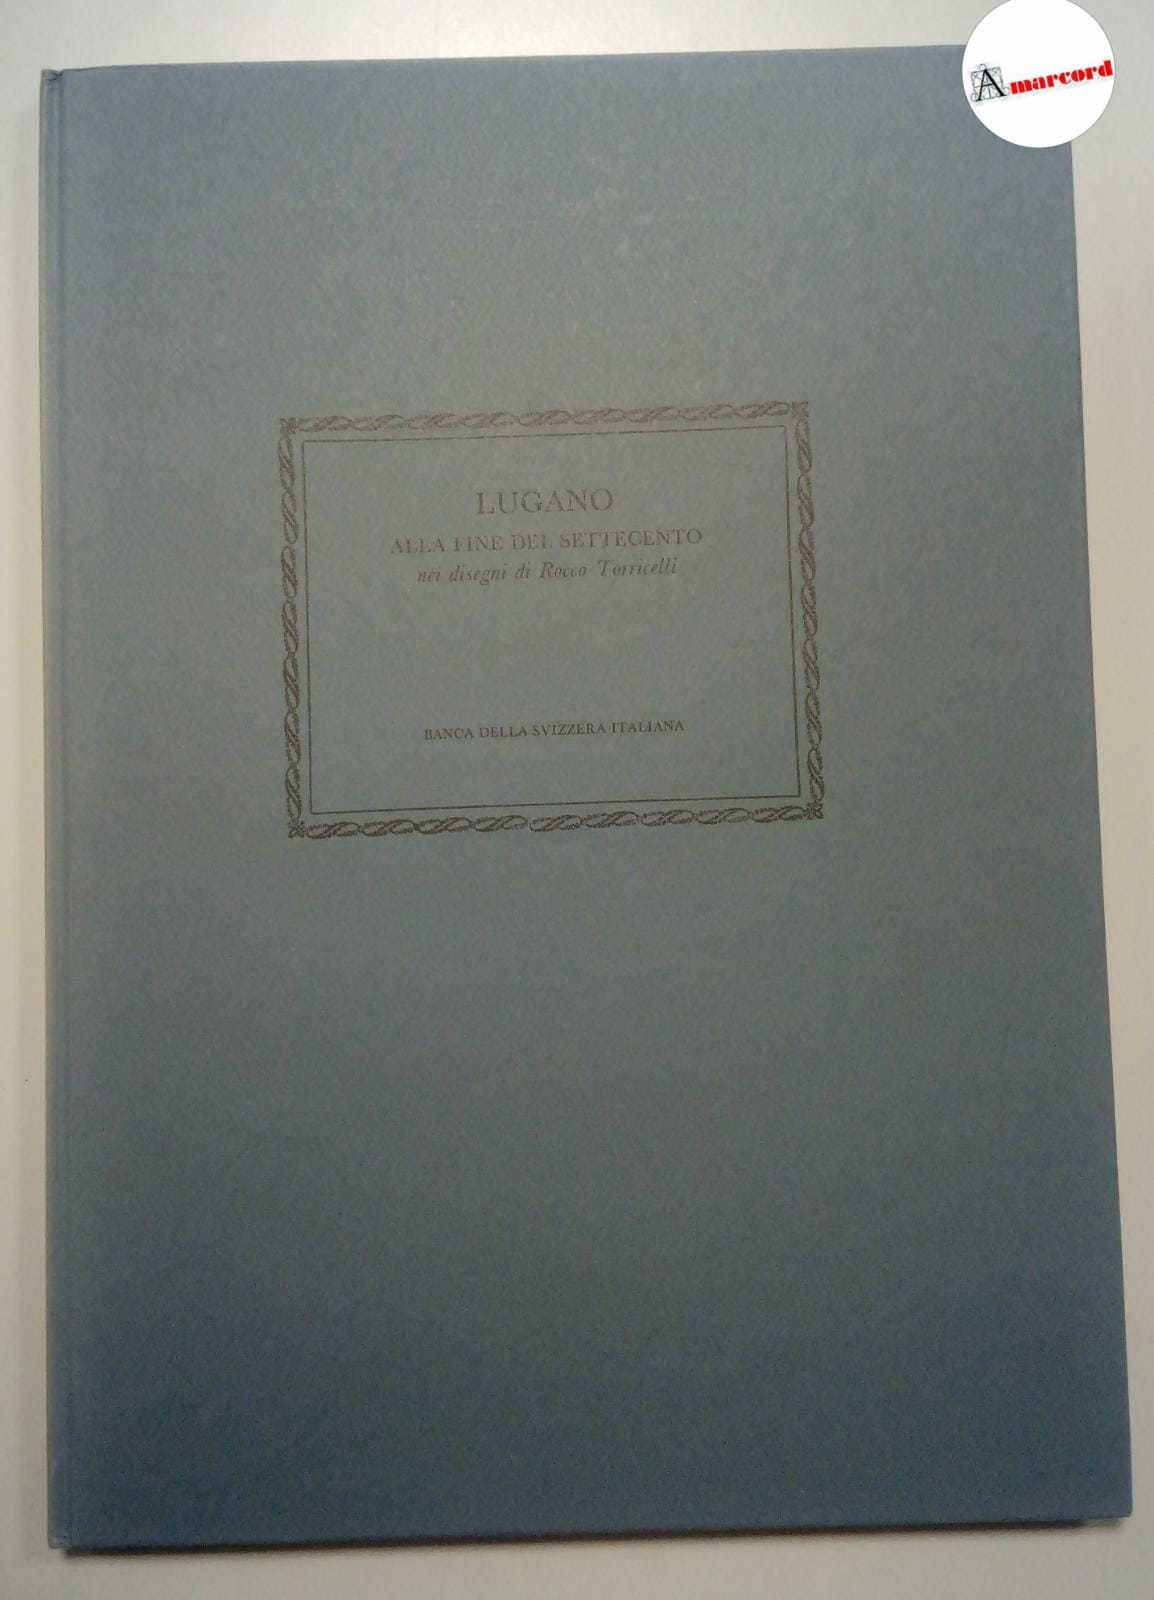 Amarcord
LUGANO
ALLA FINE DEL SETTECENTO
nei disegni di Rocco Torricelli
BANCA DELLA SVIZZERA ITALIANA